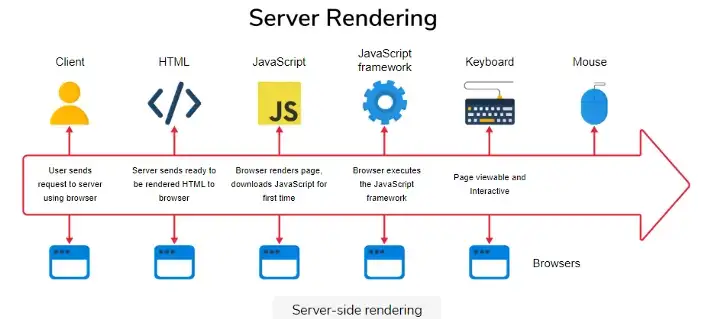 Server Rendering
Client
HTML
JavaScript
JavaScript
framework
Keyboard
Mouse
JS
User sends
request to server
using browser
Server sends ready to
be rendered HTML to
browser
Browser renders page,
downloads JavaScript for
first time
Browser executes
the JavaScript
framework
Page viewable and
Interactive
Browsers
Server-side rendering